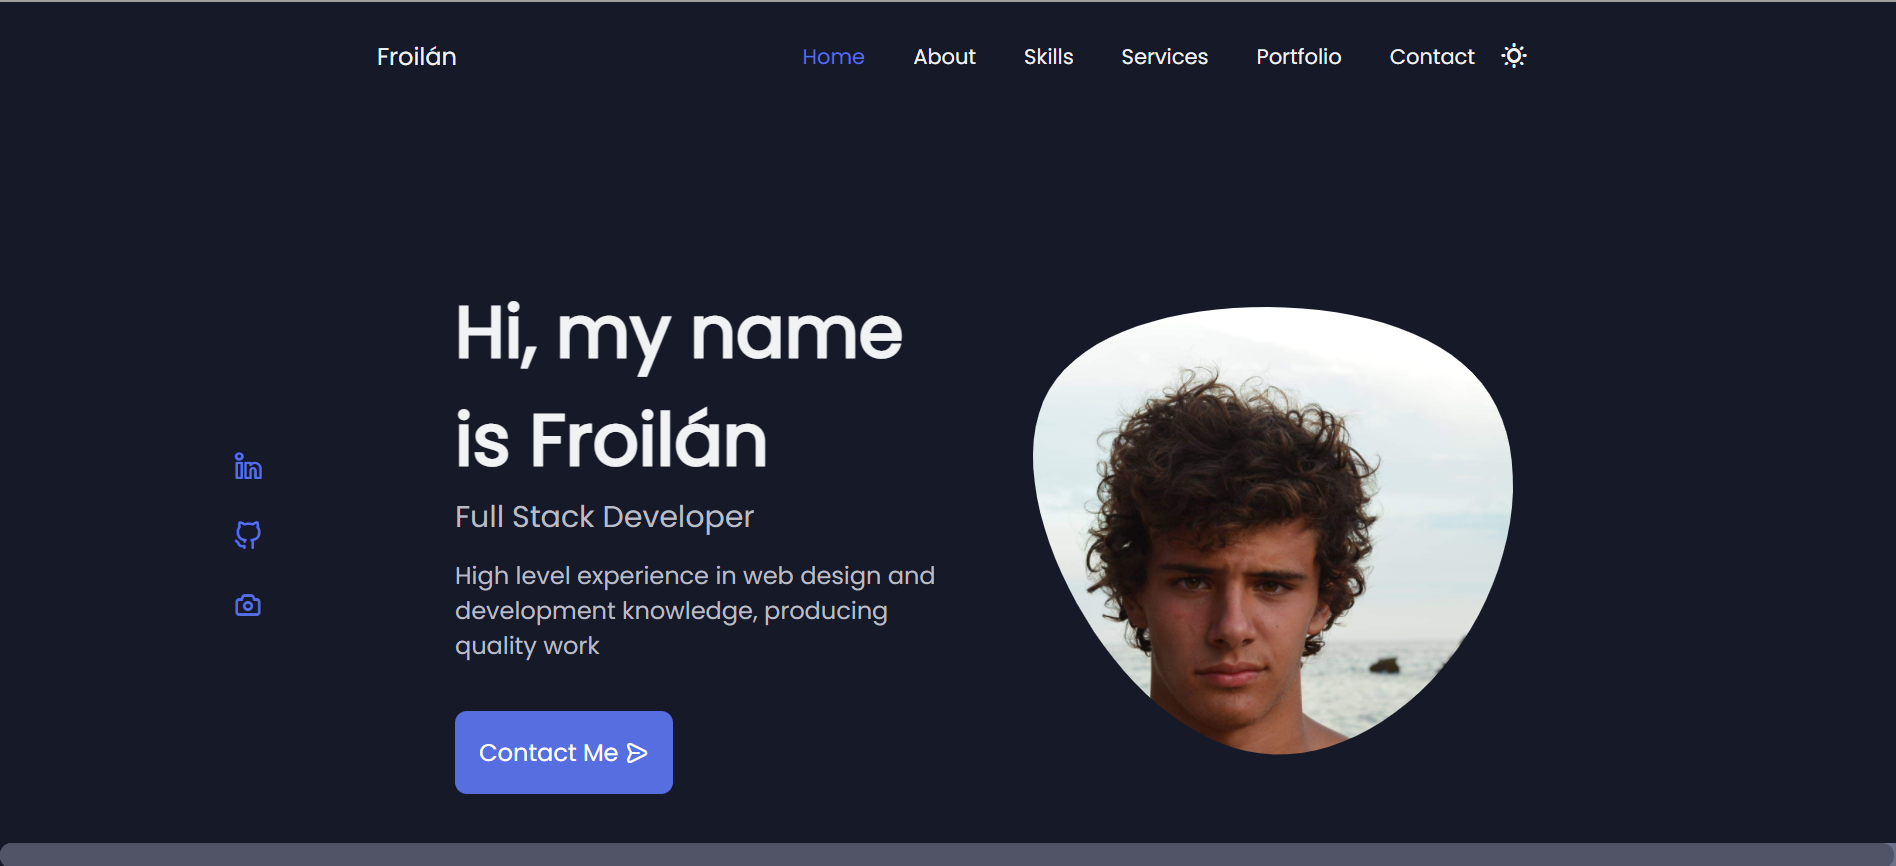 Froilán
Home About Skills Services Portfolio Contact
Hi, my name
is Froilán
Full Stack Developer
High level experience in web design and
development knowledge, producing
quality work
Contact Me